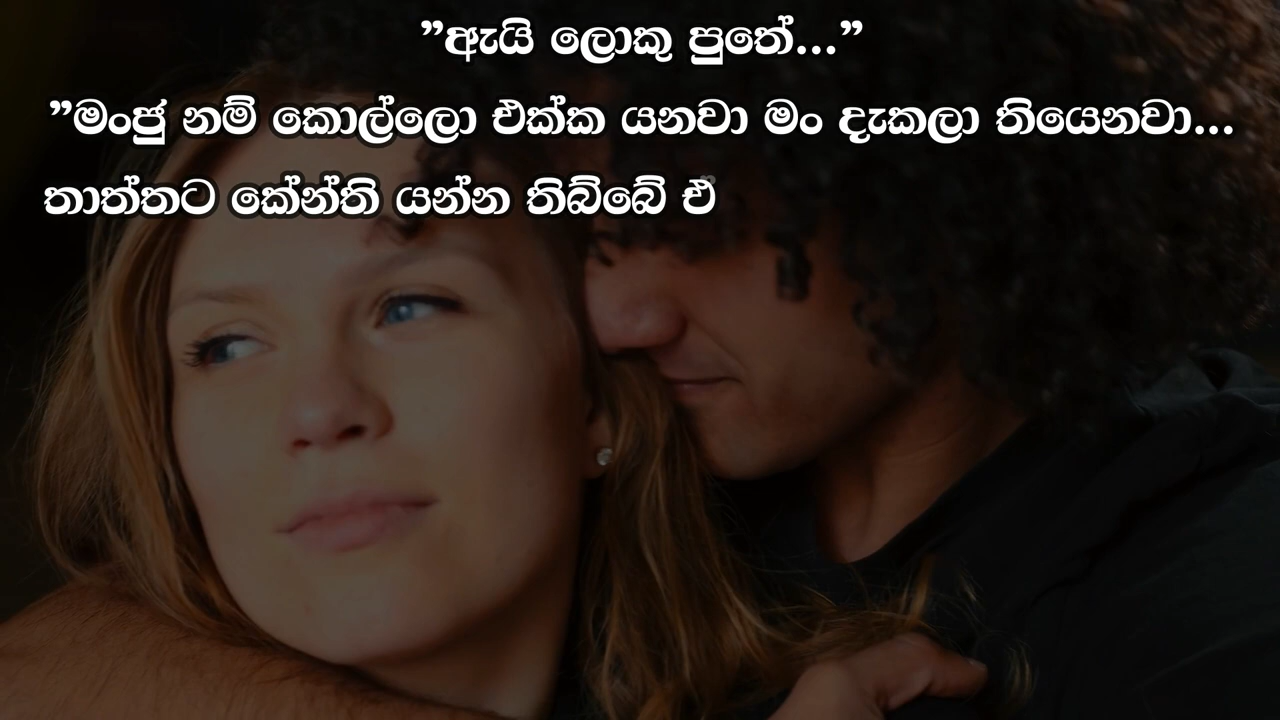 ”ඇයි ලොකු පුතේ...”
”මංජු නම් කොල්ලො එක්ක යනවා මං දැකලා තියෙනවා...
තාත්තට කේන්ති යන්න තිබ්බේ එ